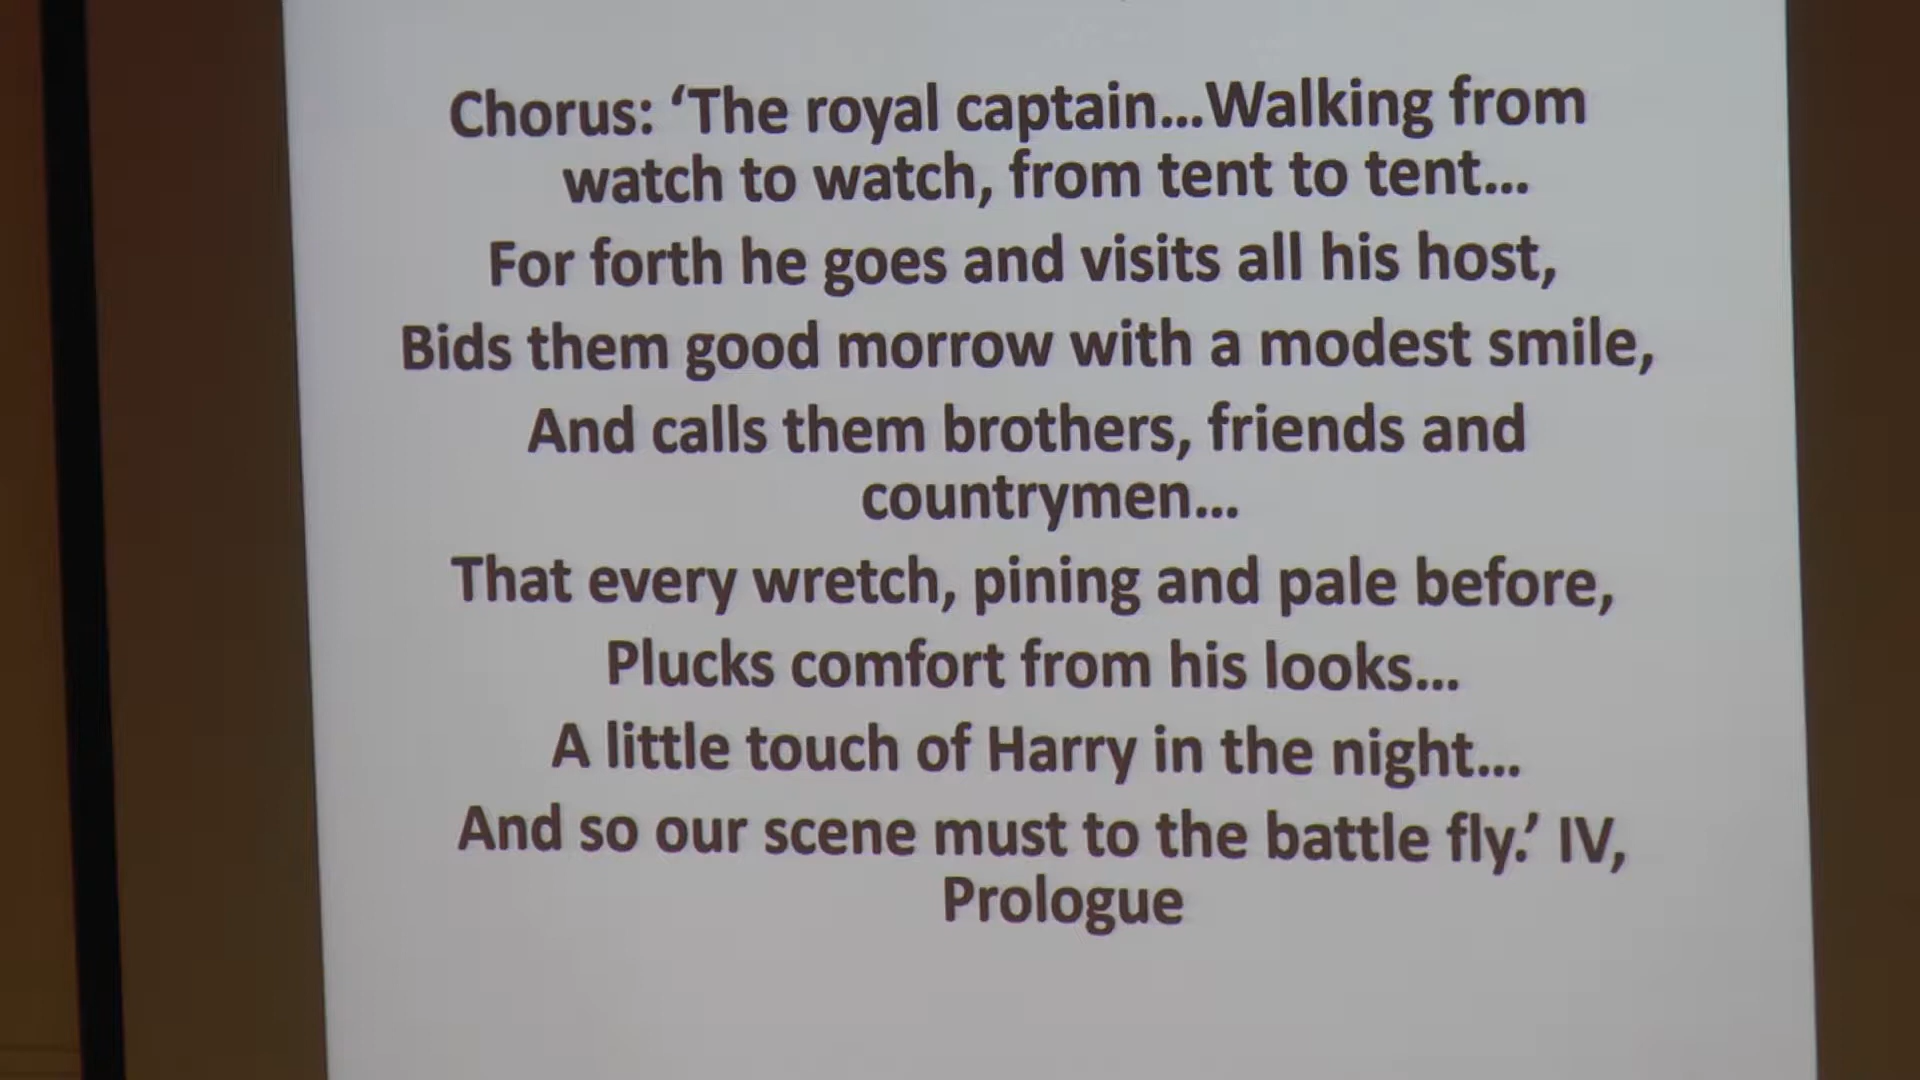 Chorus: ‘The royal captain...Walking from
watch to watch, from tent to tent...
For forth he goes and visits all his host,
Bids them good morrow with a modest smile,
And calls them brothers, friends and
countrymen...
That every wretch, pining and pale before,
Plucks comfort from his looks...
A little touch of Harry in the night...
And so our scene must to the battle fly.’ IV,
Prologue